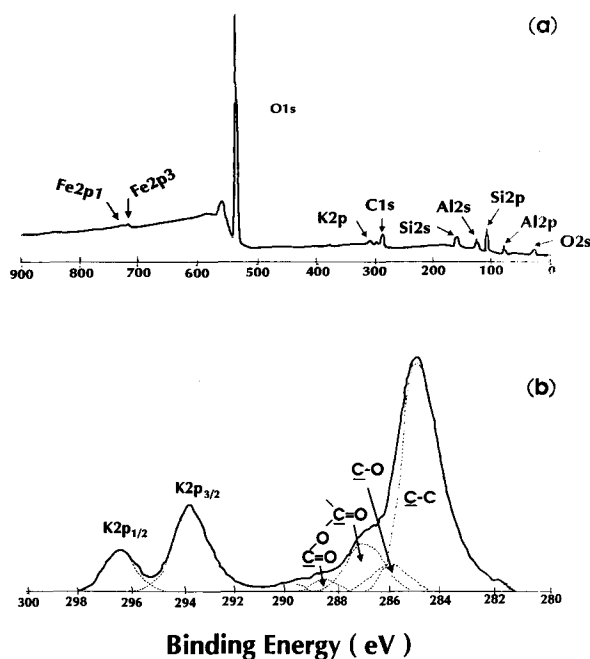 (a)
O1s
Fe2p1
Fe2p3
K2p
C1s
Si2s
Al2s
Si2p
Al2p
O2s
900 800 700 600 500 400 300 200 100 0
(b)
C-O
K2p3/2
C-C
C=O
O
K2p1/2
C=O
300 298 296 294 292 290 288 286 284 282 280
Binding Energy ( eV )